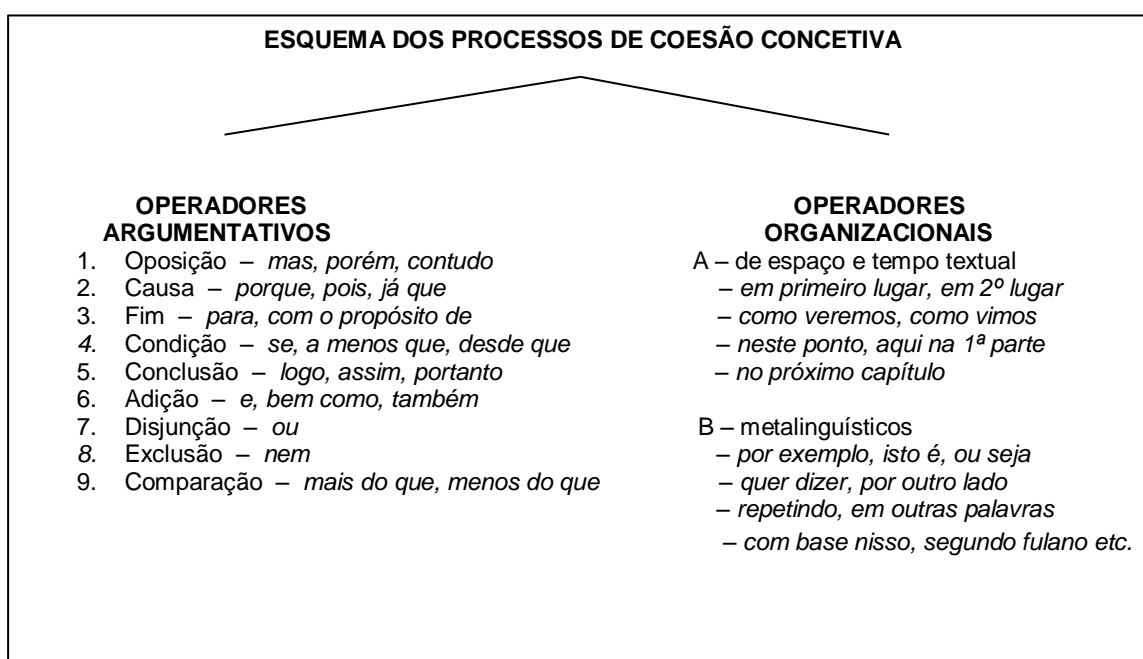 ESQUEMA DOS PROCESSOS DE COESÃO CONCETIVA
OPERADORES
ARGUMENTATIVOS
1. Oposição – mas, porém, contudo
2. Causa – porque, pois, já que
3. Fim – para, com o propósito de
4. Condição – se, a menos que, desde que
5. Conclusão – logo, assim, portanto
6. Adição – e, bem como, também
7. Disjunção – ou
8. Exclusão – nem
9. Comparação – mais do que, menos do que
OPERADORES
ORGANIZACIONAIS
A – de espaço e tempo textual
– em primeiro lugar, em 2º lugar
– como veremos, como vimos
– neste ponto, aqui na 1ª parte
– no próximo capítulo
B – metalinguísticos
– por exemplo, isto é, ou seja
– quer dizer, por outro lado
– repetindo, em outras palavras
– com base nisso, segundo fulano etc.